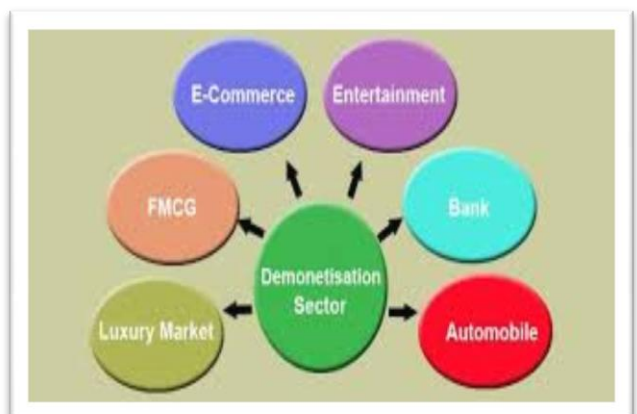 E-Commerce
Entertainment
FMCG
Bank
Demonetisation
Sector
Luxury Market
Automobile